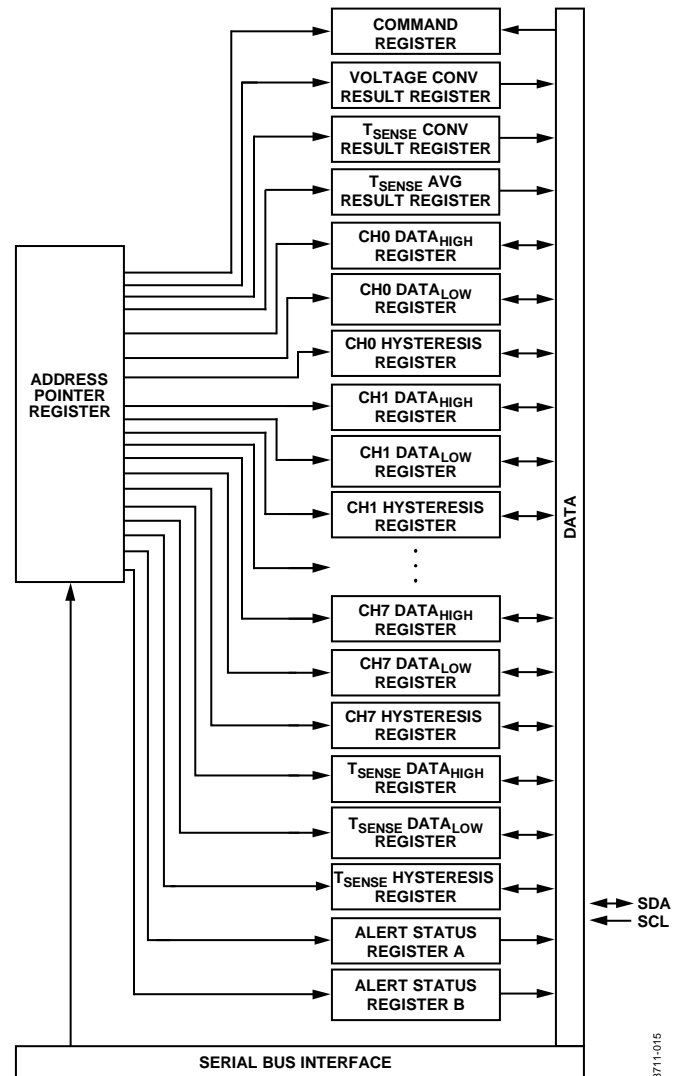 COMMAND
REGISTER
VOLTAGE CONV
RESULT REGISTER
TSENSE CONV
RESULT REGISTER
TSENSE AVG
RESULT REGISTER
CH0 DATAHIGH
REGISTER
CH0 DATALOW
REGISTER
CH0 HYSTERESIS
REGISTER
ADDRESS
POINTER
REGISTER
CH1 DATAHIGH
REGISTER
CH1 DATALOW
REGISTER
CH1 HYSTERESIS
REGISTER
DATA
CH7 DATAHIGH
REGISTER
CH7 DATALOW
REGISTER
CH7 HYSTERESIS
REGISTER
TSENSE DATAHIGH
REGISTER
TSENSE DATALOW
REGISTER
TSENSE HYSTERESIS
REGISTER
SDA
SCL
ALERT STATUS
REGISTER A
ALERT STATUS
REGISTER B
SERIAL BUS INTERFACE